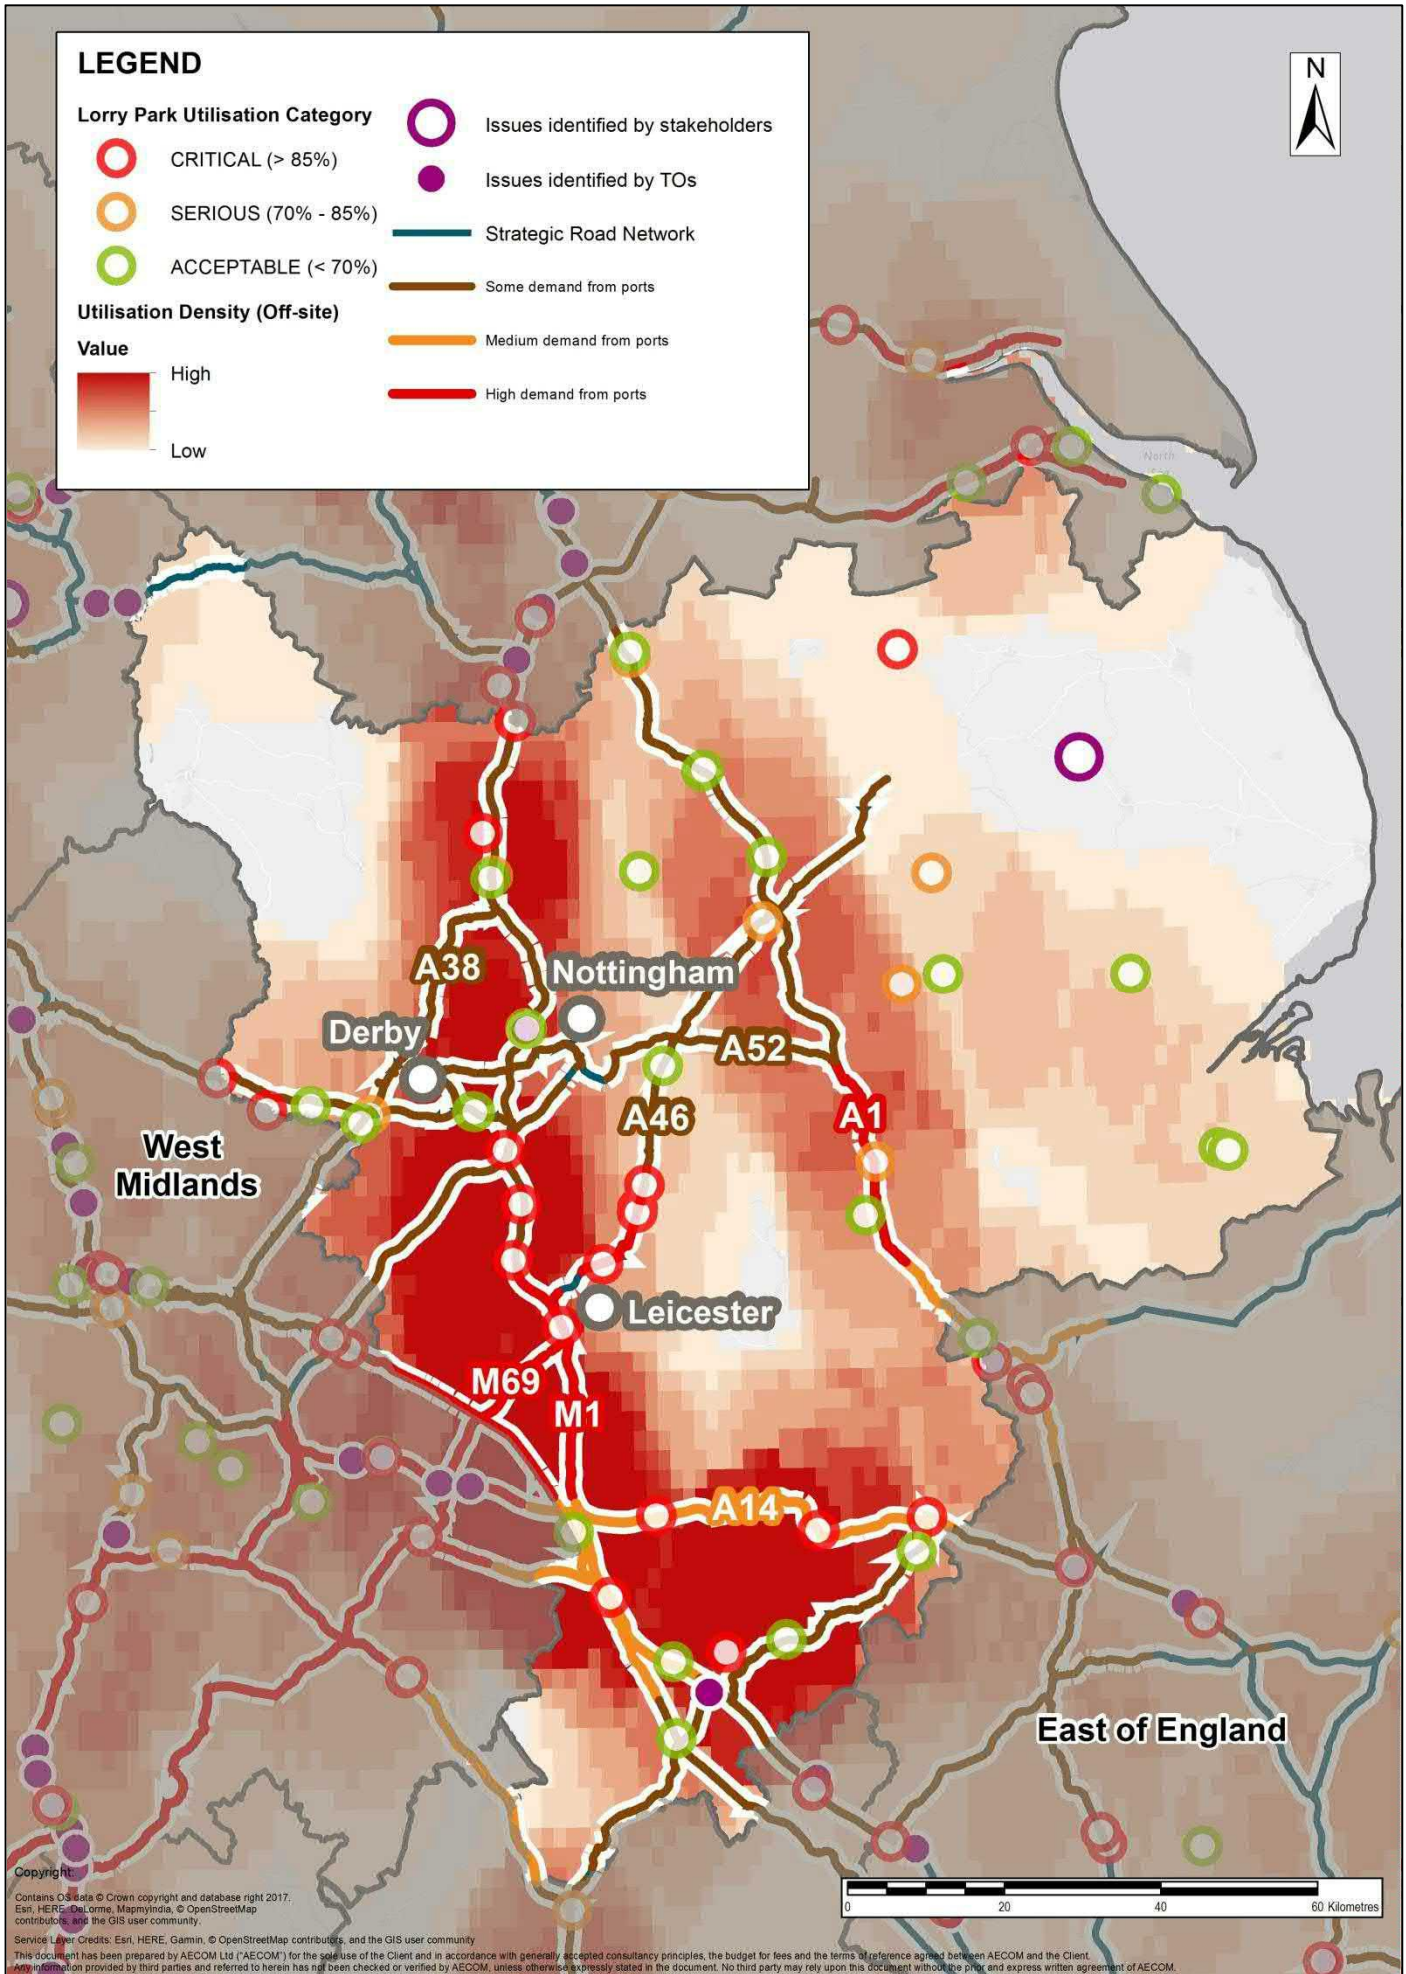 LEGEND
Lorry Park Utilisation Category
CRITICAL (> 85%)
SERIOUS (70% - 85%)
ACCEPTABLE (< 70%)
Utilisation Density (Off-site)
Value
High
Low
Issues identified by stakeholders
Issues identified by TOs
Strategic Road Network
Some demand from ports
Medium demand from ports
High demand from ports
N
North
A38
Nottingham
Derby
A52
A46
A1
West
Midlands
Leicester
M69
M1
A14
East of England
Copyright:
Contains OS data © Crown copyright and database right 2017.
Esri, HERE, DeLorme, MapmyIndia, © OpenStreetMap
contributors, and the GIS user community.
Service Layer Credits: Esri, HERE, Garmin, © OpenStreetMap contributors, and the GIS user community
This document has been prepared by AECOM Ltd ("AECOM") for the sole use of the Client and in accordance with generally accepted consultancy principles, the budget for fees and the terms of reference agreed between AECOM and the Client.
Any information provided by third parties and referred to herein has not been checked or verified by AECOM, unless otherwise expressly stated in the document. No third party may rely upon this document without the prior and express written agreement of AECOM.
0 20 40 60 Kilometres